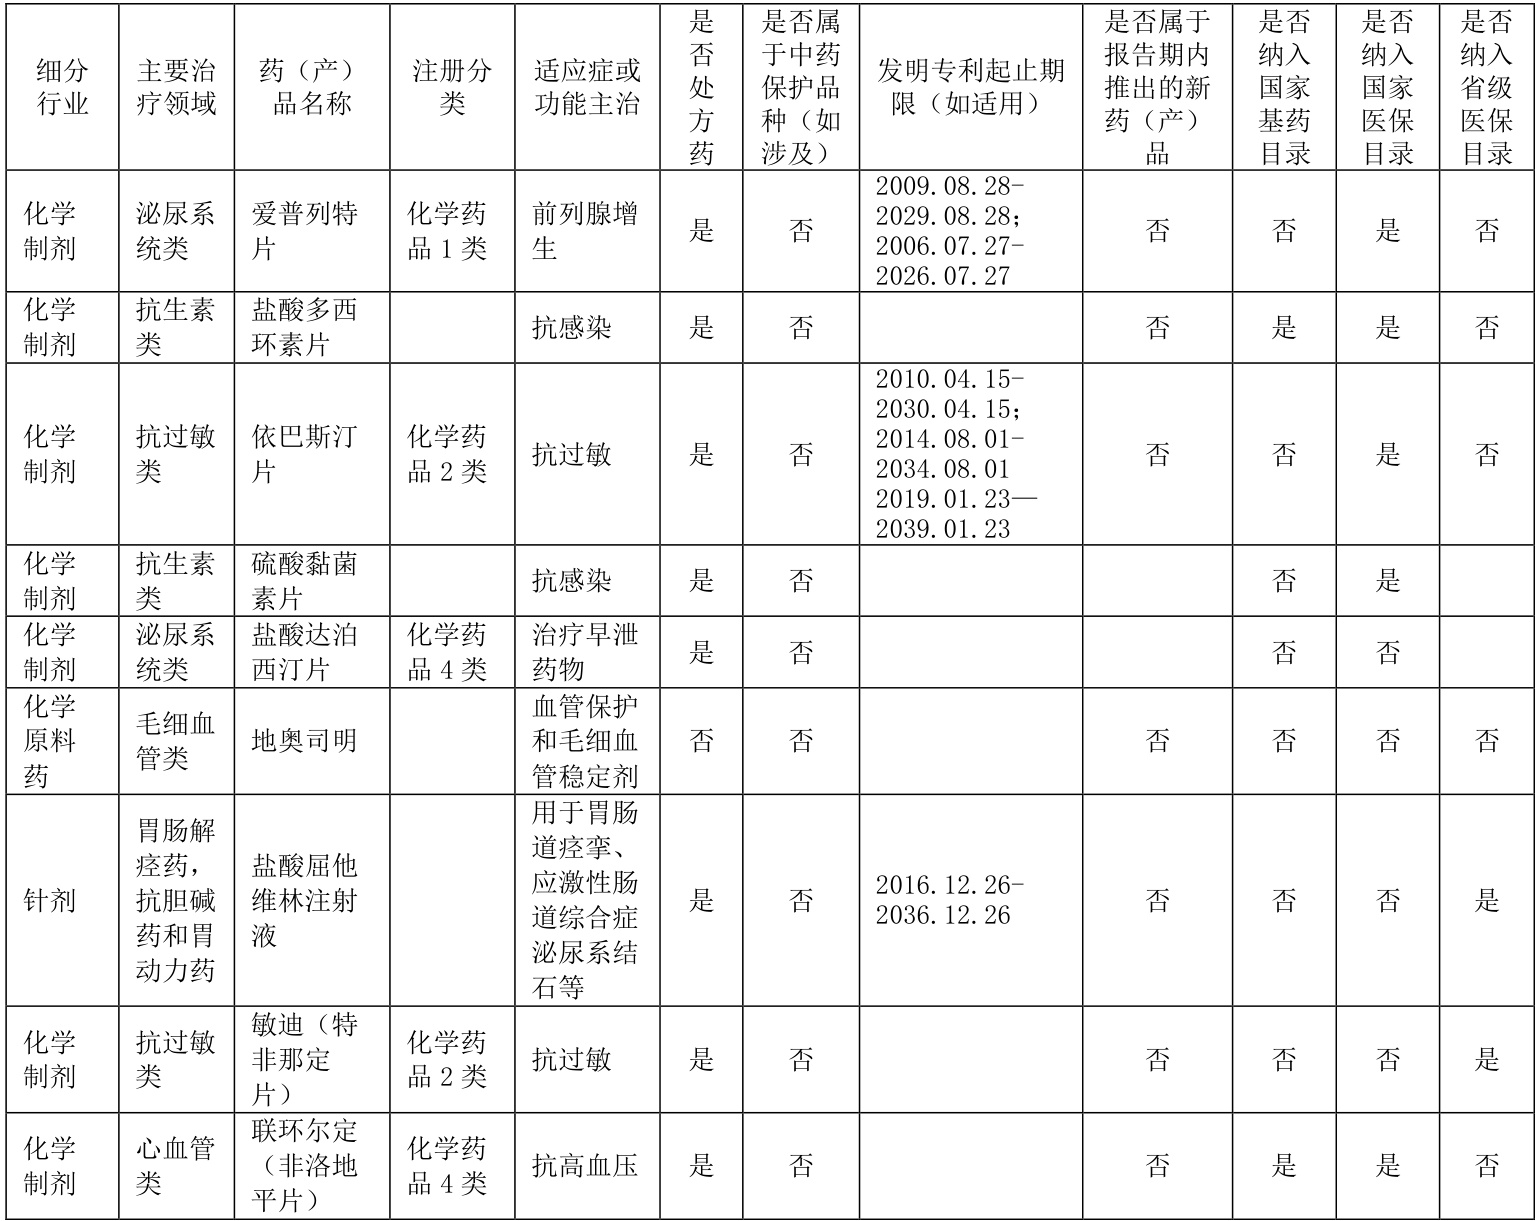 细分行业 主要治疗领域 药（产）品名称 注册分类 适应症或功能主治 是否处方药 是否属于中药保护品种（如涉及） 发明专利起止期限（如适用） 是否属于报告期内推出的新药（产）品 是否纳入国家基药目录 是否纳入国家医保目录 是否纳入省级医保目录
化学制剂 泌尿系统类 爱普列特片 化学药品1类 前列腺增生 是 否 2009.08.28-2029.08.28；2006.07.27-2026.07.27 否 否 是 否
化学制剂 抗生素类 盐酸多西环素片 抗感染 是 否 否 是 是 否
化学制剂 抗过敏类 依巴斯汀片 化学药品2类 抗过敏 是 否 2010.04.15-2030.04.15；2014.08.01-2034.08.01 2019.01.23—2039.01.23 否 否 是 否
化学制剂 抗生素类 硫酸黏菌素片 抗感染 是 否 否 是
化学制剂 泌尿系统类 盐酸达泊西汀片 化学药品4类 治疗早泄药物 是 否 否 否
化学原料药 毛细血管类 地奥司明 血管保护和毛细血管稳定剂 否 否 否 否 否 否
针剂 胃肠解痉药，抗胆碱药和胃动力药 盐酸屈他维林注射液 用于胃肠道痉挛、应激性肠道综合症泌尿系结石等 是 否 2016.12.26-2036.12.26 否 否 否 是
化学制剂 抗过敏类 敏迪（特非那定片） 化学药品2类 抗过敏 是 否 否 否 否 是
化学制剂 心血管类 联环尔定（非洛地平片） 化学药品4类 抗高血压 是 否 否 是 是 否